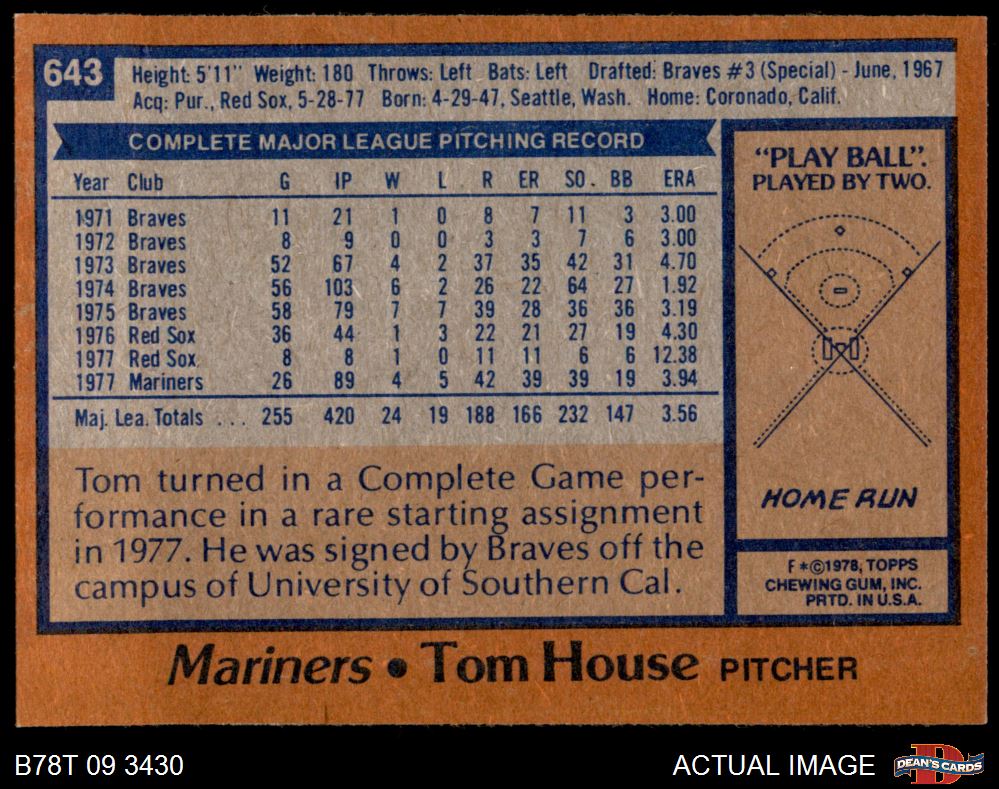 643
Height: 5'11" Weight: 180 Throws: Left Bats: Left Drafted: Braves #3 (Special) - June, 1967
Acq: Pur., Red Sox, 5-28-77 Born: 4-29-47, Seattle, Wash. Home: Coronado, Calif.
COMPLETE MAJOR LEAGUE PITCHING RECORD
Year Club G IP W L R ER SO. BB ERA
1971 Braves 11 21 1 0 8 7 11 3 3.00
1972 Braves 8 9 0 0 3 3 7 6 3.00
1973 Braves 52 67 4 2 37 35 42 31 4.70
1974 Braves 56 103 6 2 26 22 64 27 1.92
1975 Braves 58 79 7 7 39 28 36 36 3.19
1976 Red Sox 36 44 1 3 22 21 27 19 4.30
1977 Red Sox 8 8 1 0 11 11 6 6 12.38
1977 Mariners 26 89 4 5 42 39 39 19 3.94
Maj. Lea. Totals ... 255 420 24 19 188 166 232 147 3.56
Tom turned in a Complete Game per-
formance in a rare starting assignment
in 1977. He was signed by Braves off the
campus of University of Southern Cal.
"PLAY BALL".
PLAYED BY TWO.
HOME RUN
F*©1978, TOPPS
CHEWING GUM, INC.
PRTD. IN U.S.A.
Mariners • Tom House PITCHER
B78T 09 3430
ACTUAL IMAGE
D
DEAN'S CARDS